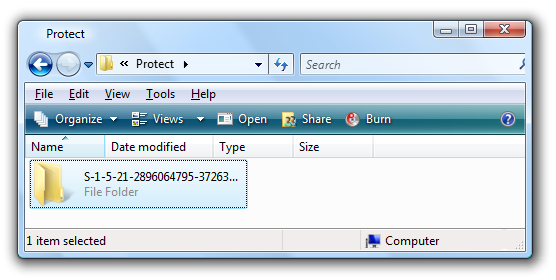 Protect
« Protect
Search
File Edit View Tools Help
Organize Views Open Share Burn
Name Date modified Type Size
S-1-5-21-2896064795-37263...
File Folder
1 item selected Computer